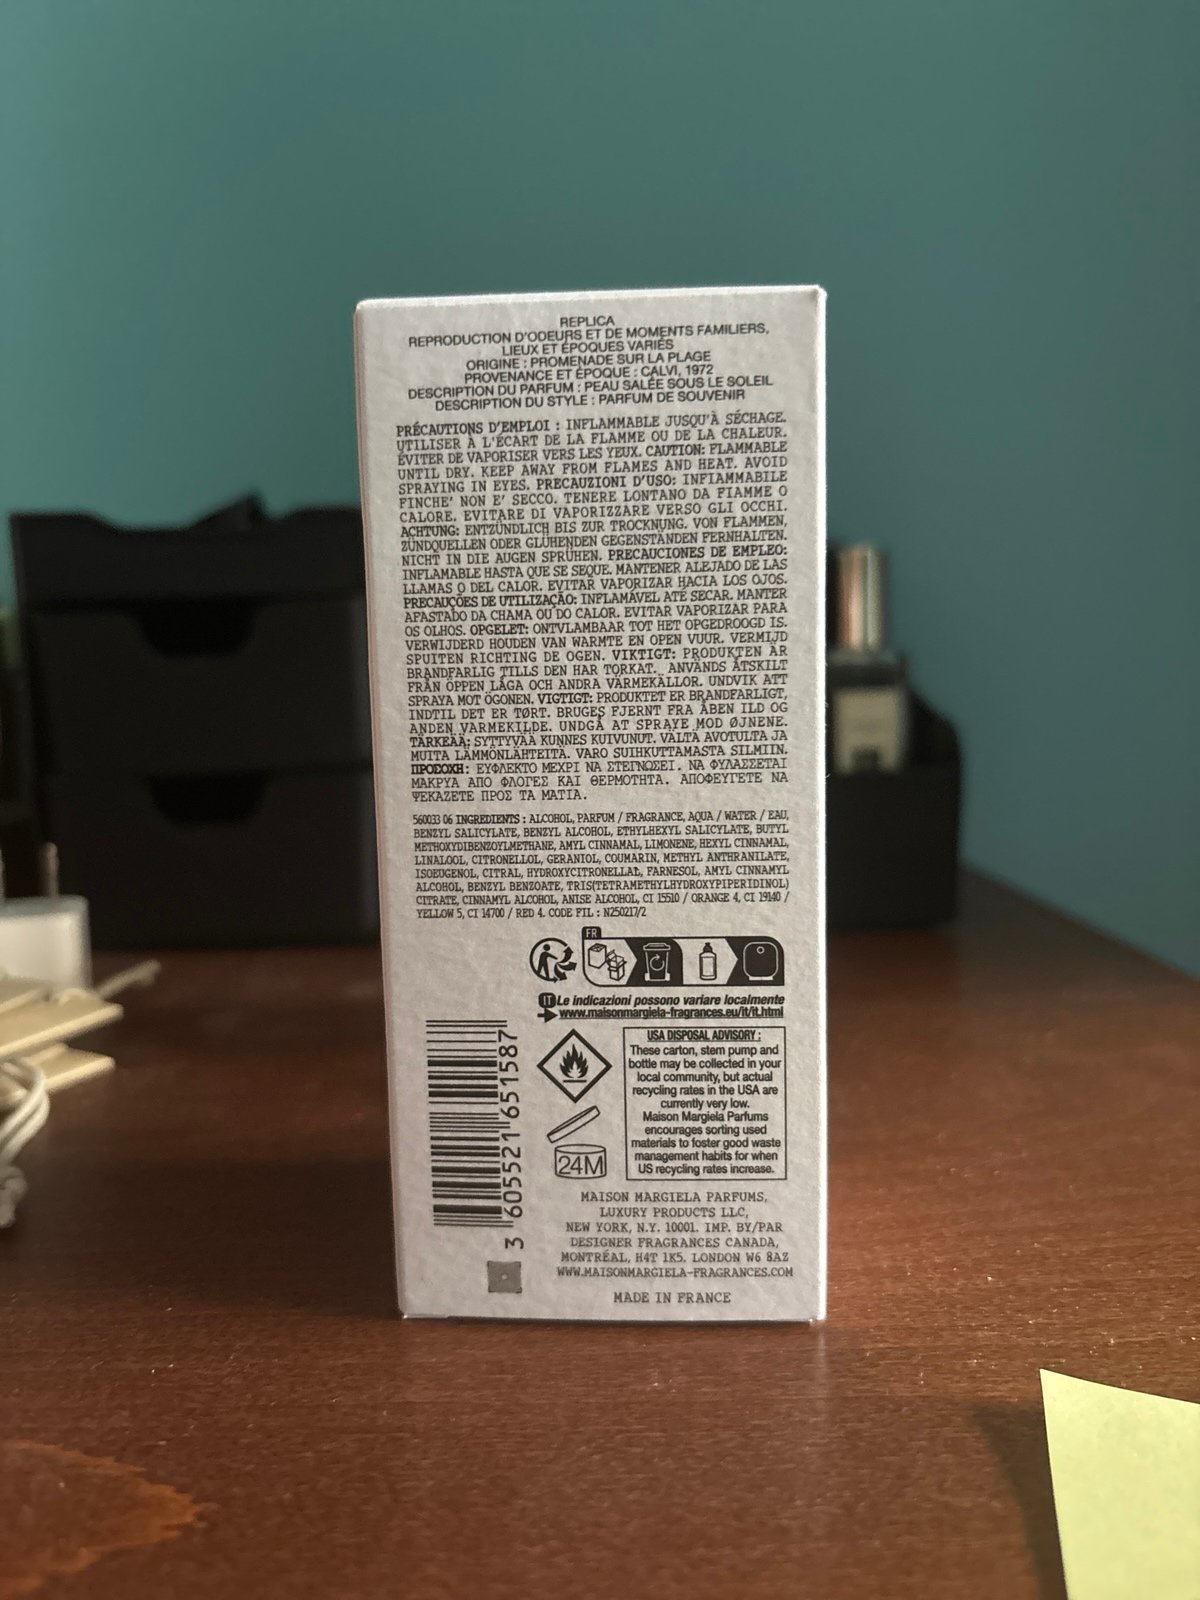 REPLICA
REPRODUCTION D'ODEURS ET DE MOMENTS FAMILIERS,
LIEUX ET ÉPOQUES VARIÉS
ORIGINE : PROMENADE SUR LA PLAGE
PROVENANCE ET ÉPOQUE : CALVI, 1972
DESCRIPTION DU PARFUM : PEAU SALÉE SOUS LE SOLEIL
DESCRIPTION DU STYLE : PARFUM DE SOUVENIR
PRÉCAUTIONS D'EMPLOI : INFLAMMABLE JUSQU'À SÉCHAGE.
UTILISER À L'ÉCART DE LA FLAMME OU DE LA CHALEUR.
ÉVITER DE VAPORISER VERS LES YEUX. CAUTION: FLAMMABLE
UNTIL DRY. KEEP AWAY FROM FLAMES AND HEAT. AVOID
SPRAYING IN EYES. PRECAUZIONI D'USO: INFIAMMABILE
FINCHE' NON E' SECCO. TENERE LONTANO DA FIAMME O
CALORE. EVITARE DI VAPORIZZARE VERSO GLI OCCHI.
ACHTUNG: ENTZÜNDLICH BIS ZUR TROCKNUNG. VON FLAMMEN,
ZÜNDQUELLEN ODER GLÜHENDEN GEGENSTÄNDEN FERNHALTEN.
NICHT IN DIE AUGEN SPRÜHEN. PRECAUCIONES DE EMPLEO:
INFLAMABLE HASTA QUE SE SEQUE. MANTENER ALEJADO DE LAS
LLAMAS O DEL CALOR. EVITAR VAPORIZAR HACIA LOS OJOS.
PRECAUÇÕES DE UTILIZAÇÃO: INFLAMÁVEL ATÉ SECAR. MANTER
AFASTADO DA CHAMA OU DO CALOR. EVITAR VAPORIZAR PARA
OS OLHOS. OPGELET: ONTVLAMBAAR TOT HET OPGEDROOGD IS.
VERWIJDERD HOUDEN VAN WARMTE EN OPEN VUUR. VERMIJD
SPUITEN RICHTING DE OGEN. VIKTIGT: PRODUKTEN ÄR
BRANDFARLIG TILLS DEN HAR TORKAT. ANVÄNDS ÅTSKILT
FRÅN ÖPPEN LÅGA OCH ANDRA VÄRMEKÄLLOR. UNDVIK ATT
SPRAYA MOT ÖGONEN. VIGTIGT: PRODUKTET ER BRANDFARLIGT,
INDTIL DET ER TØRT. BRUGES FJERNT FRA ÅBEN ILD OG
ANDEN VARMEKILDE. UNDGÅ AT SPRAYE MOD ØJNENE.
TÄRKEÄÄ: SYTTYVÄÄ KUNNES KUIVUNUT. VÄLTÄ AVOTULTA JA
MUITA LÄMMÖNLÄHTEITÄ. VARO SUIHKUTTAMASTA SILMIIN.
ΠΡΟΣΟΧΗ: ΕΥΦΛΕΚΤΟ ΜΕΧΡΙ ΝΑ ΣΤΕΓΝΩΣΕΙ. ΝΑ ΦΥΛΑΣΣΕΤΑΙ
ΜΑΚΡΥΑ ΑΠΟ ΦΛΟΓΕΣ ΚΑΙ ΘΕΡΜΟΤΗΤΑ. ΑΠΟΦΕΥΓΕΤΕ ΝΑ
ΨΕΚΑΖΕΤΕ ΠΡΟΣ ΤΑ ΜΑΤΙΑ.
560033 06 INGREDIENTS : ALCOHOL, PARFUM / FRAGRANCE, AQUA / WATER / EAU,
BENZYL SALICYLATE, BENZYL ALCOHOL, ETHYLHEXYL SALICYLATE, BUTYL
METHOXYDIBENZOYLMETHANE, AMYL CINNAMAL, LIMONENE, HEXYL CINNAMAL,
LINALOOL, CITRONELLOL, GERANIOL, COUMARIN, METHYL ANTHRANILATE,
ISOEUGENOL, CITRAL, HYDROXYCITRONELLAL, FARNESOL, AMYL CINNAMYL
ALCOHOL, BENZYL BENZOATE, TRIS(TETRAMETHYLHYDROXYPIPERIDINOL)
CITRATE, CINNAMYL ALCOHOL, ANISE ALCOHOL, CI 15510 / ORANGE 4, CI 19140 /
YELLOW 5, CI 14700 / RED 4. CODE FIL : N250217/2
FR
IT Le indicazioni possono variare localmente
www.maisonmargiela-fragrances.eu/it/it.html
3 605521 651587
24M
USA DISPOSAL ADVISORY :
These carton, stem pump and
bottle may be collected in your
local community, but actual
recycling rates in the USA are
currently very low.
Maison Margiela Parfums
encourages sorting used
materials to foster good waste
management habits for when
US recycling rates increase.
MAISON MARGIELA PARFUMS,
LUXURY PRODUCTS LLC,
NEW YORK, N.Y. 10001. IMP. BY/PAR
DESIGNER FRAGRANCES CANADA,
MONTRÉAL, H4T 1K5. LONDON W6 8AZ
WWW.MAISONMARGIELA-FRAGRANCES.COM
MADE IN FRANCE